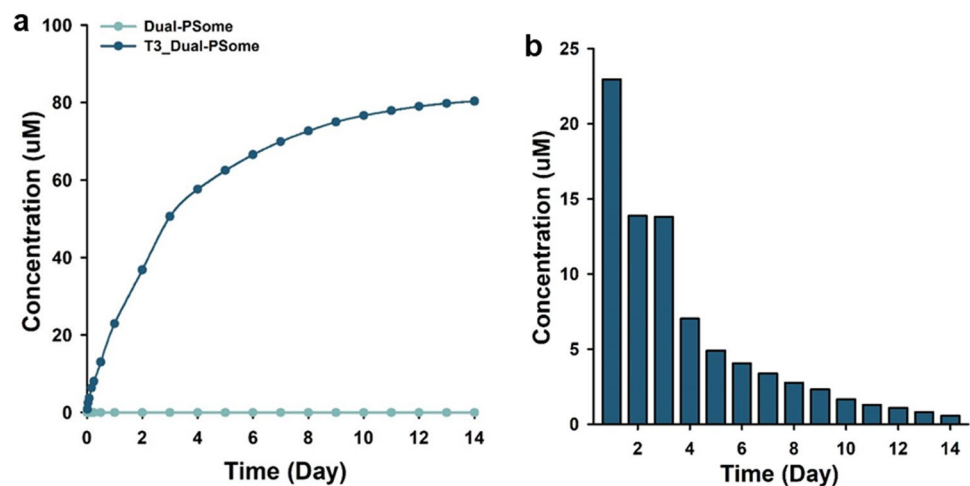 a
Dual-PSome
T3_Dual-PSome
Concentration (uM)
100
80
60
40
20
0
0 2 4 6 8 10 12 14
Time (Day)
b
Concentration (uM)
25
20
15
10
5
0
2 4 6 8 10 12 14
Time (Day)